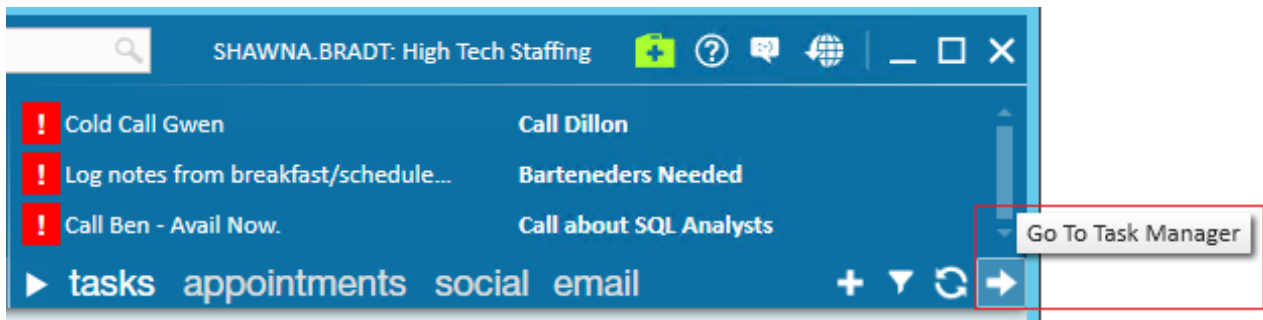 SHAWNA.BRADT: High Tech Staffing
! Cold Call Gwen Call Dillon
! Log notes from breakfast/schedule... Barteneders Needed
! Call Ben - Avail Now. Call about SQL Analysts
Go To Task Manager
tasks appointments social email